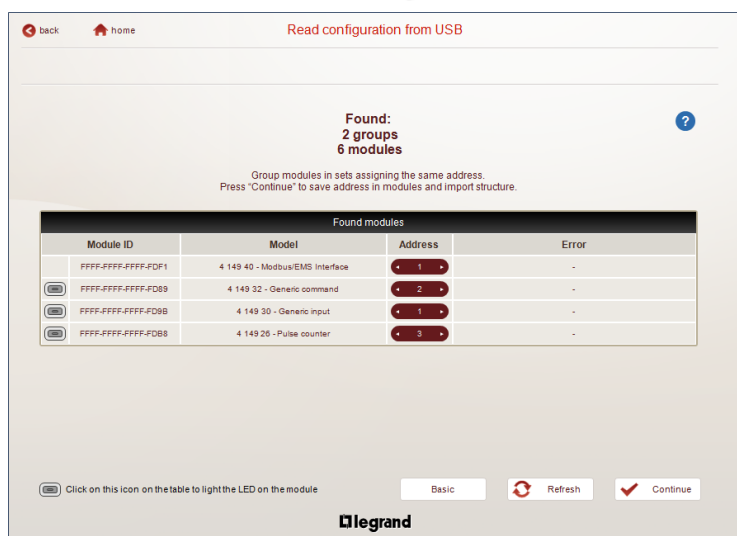 back
home
Read configuration from USB
Found:
2 groups
6 modules
?
Group modules in sets assigning the same address.
Press "Continue" to save address in modules and import structure.
Found modules
Module ID Model Address Error
FFFF-FFFF-FFFF-FDF1 4 149 40 - Modbus/EMS Interface 1 -
FFFF-FFFF-FFFF-FD89 4 149 32 - Generic command 2 -
FFFF-FFFF-FFFF-FD9B 4 149 30 - Generic input 1 -
FFFF-FFFF-FFFF-FDB8 4 149 26 - Pulse counter 3 -
Click on this icon on the table to light the LED on the module
Basic
Refresh
Continue
legrand